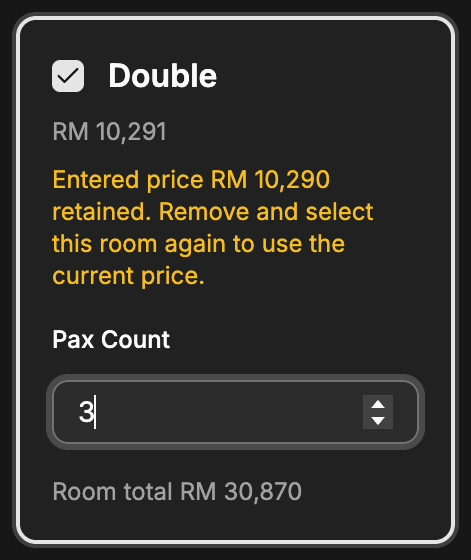 Double
RM 10,291
Entered price RM 10,290
retained. Remove and select
this room again to use the
current price.
Pax Count
3
Room total RM 30,870